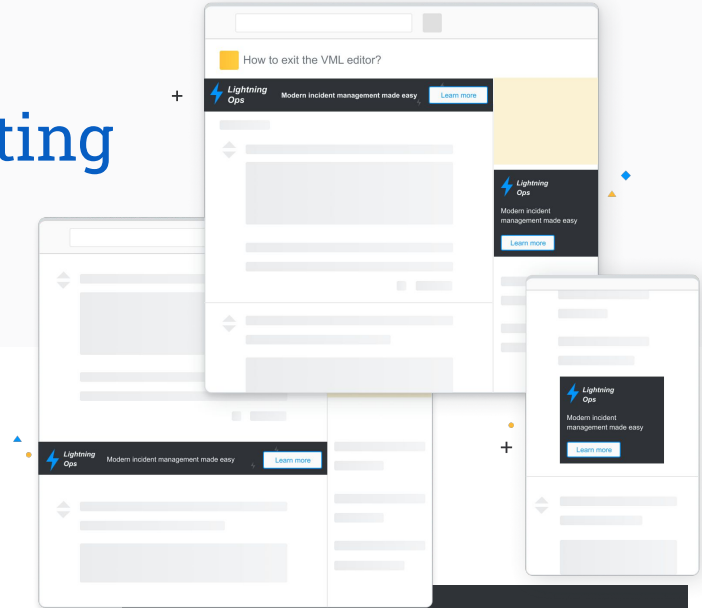 ting
How to exit the VML editor?
Lightning
Ops
Modern incident management made easy
Learn more
Lightning
Ops
Modern incident
management made easy
Learn more
Lightning
Ops
Modern incident
management made easy
Learn more
Lightning
Ops
Modern incident management made easy
Learn more